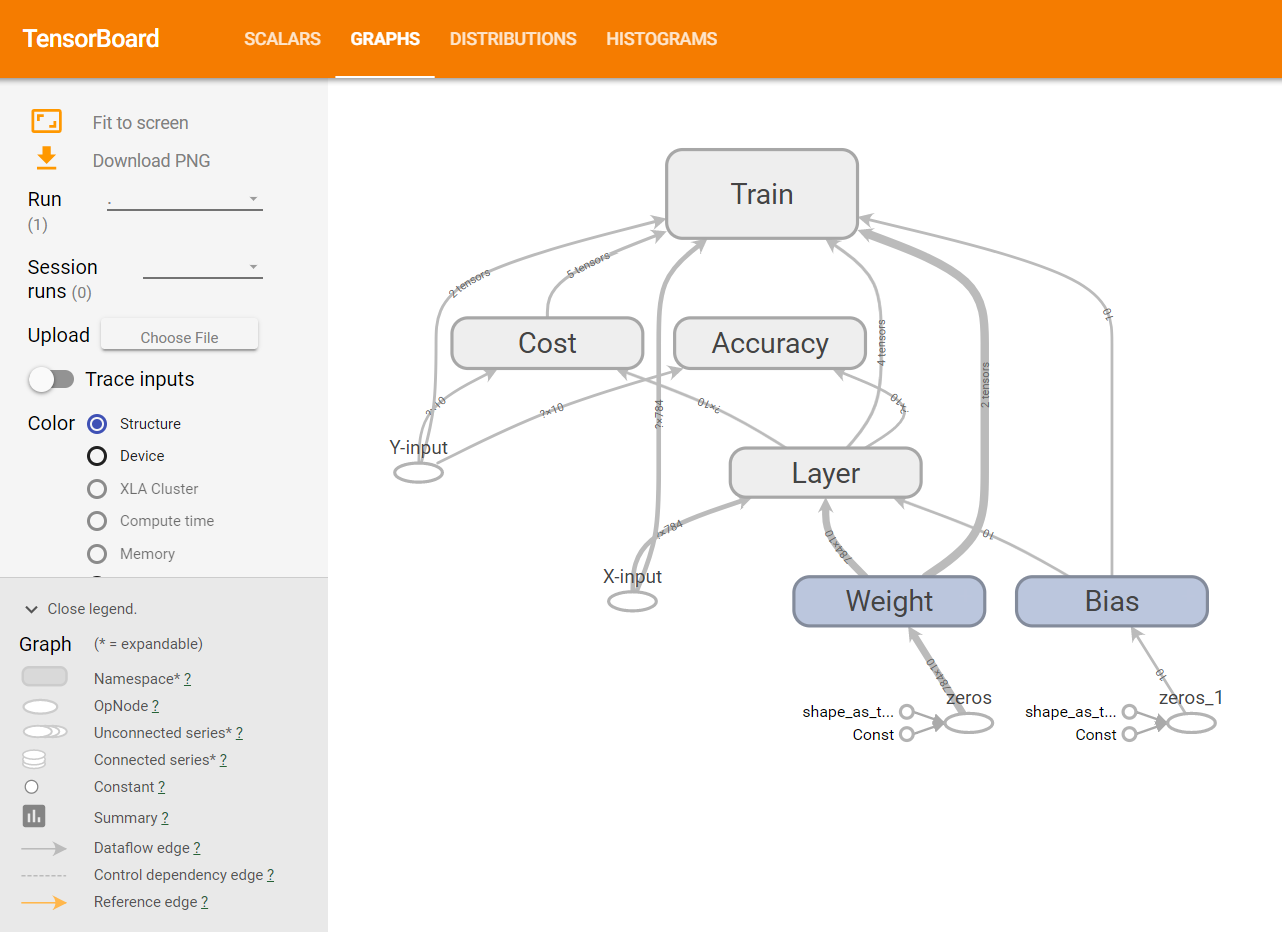 TensorBoard
SCALARS
GRAPHS
DISTRIBUTIONS
HISTOGRAMS
Fit to screen
Download PNG
Run
(1)
.
Session
runs (0)
Upload
Choose File
Trace inputs
Color
Structure
Device
XLA Cluster
Compute time
Memory
Close legend.
Graph
(* = expandable)
Namespace* ?
OpNode ?
Unconnected series* ?
Connected series* ?
Constant ?
Summary ?
Dataflow edge ?
Control dependency edge ?
Reference edge ?
Train
2 tensors
5 tensors
10
Cost
Accuracy
4 tensors
2 tensors
?×10
?×10
?×784
?×10
?×10
Y-input
Layer
?×784
784×10
10
X-input
Weight
Bias
784×10
10
zeros
zeros_1
shape_as_t...
Const
shape_as_t...
Const